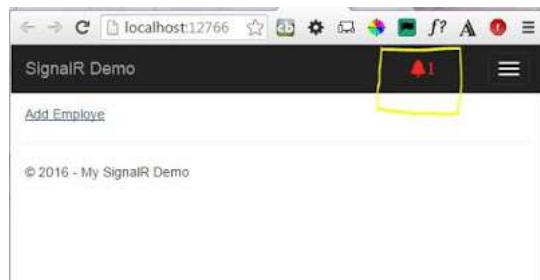 localhost:12766
f?
A
SignalR Demo
1
Add Employe
© 2016 - My SignalR Demo